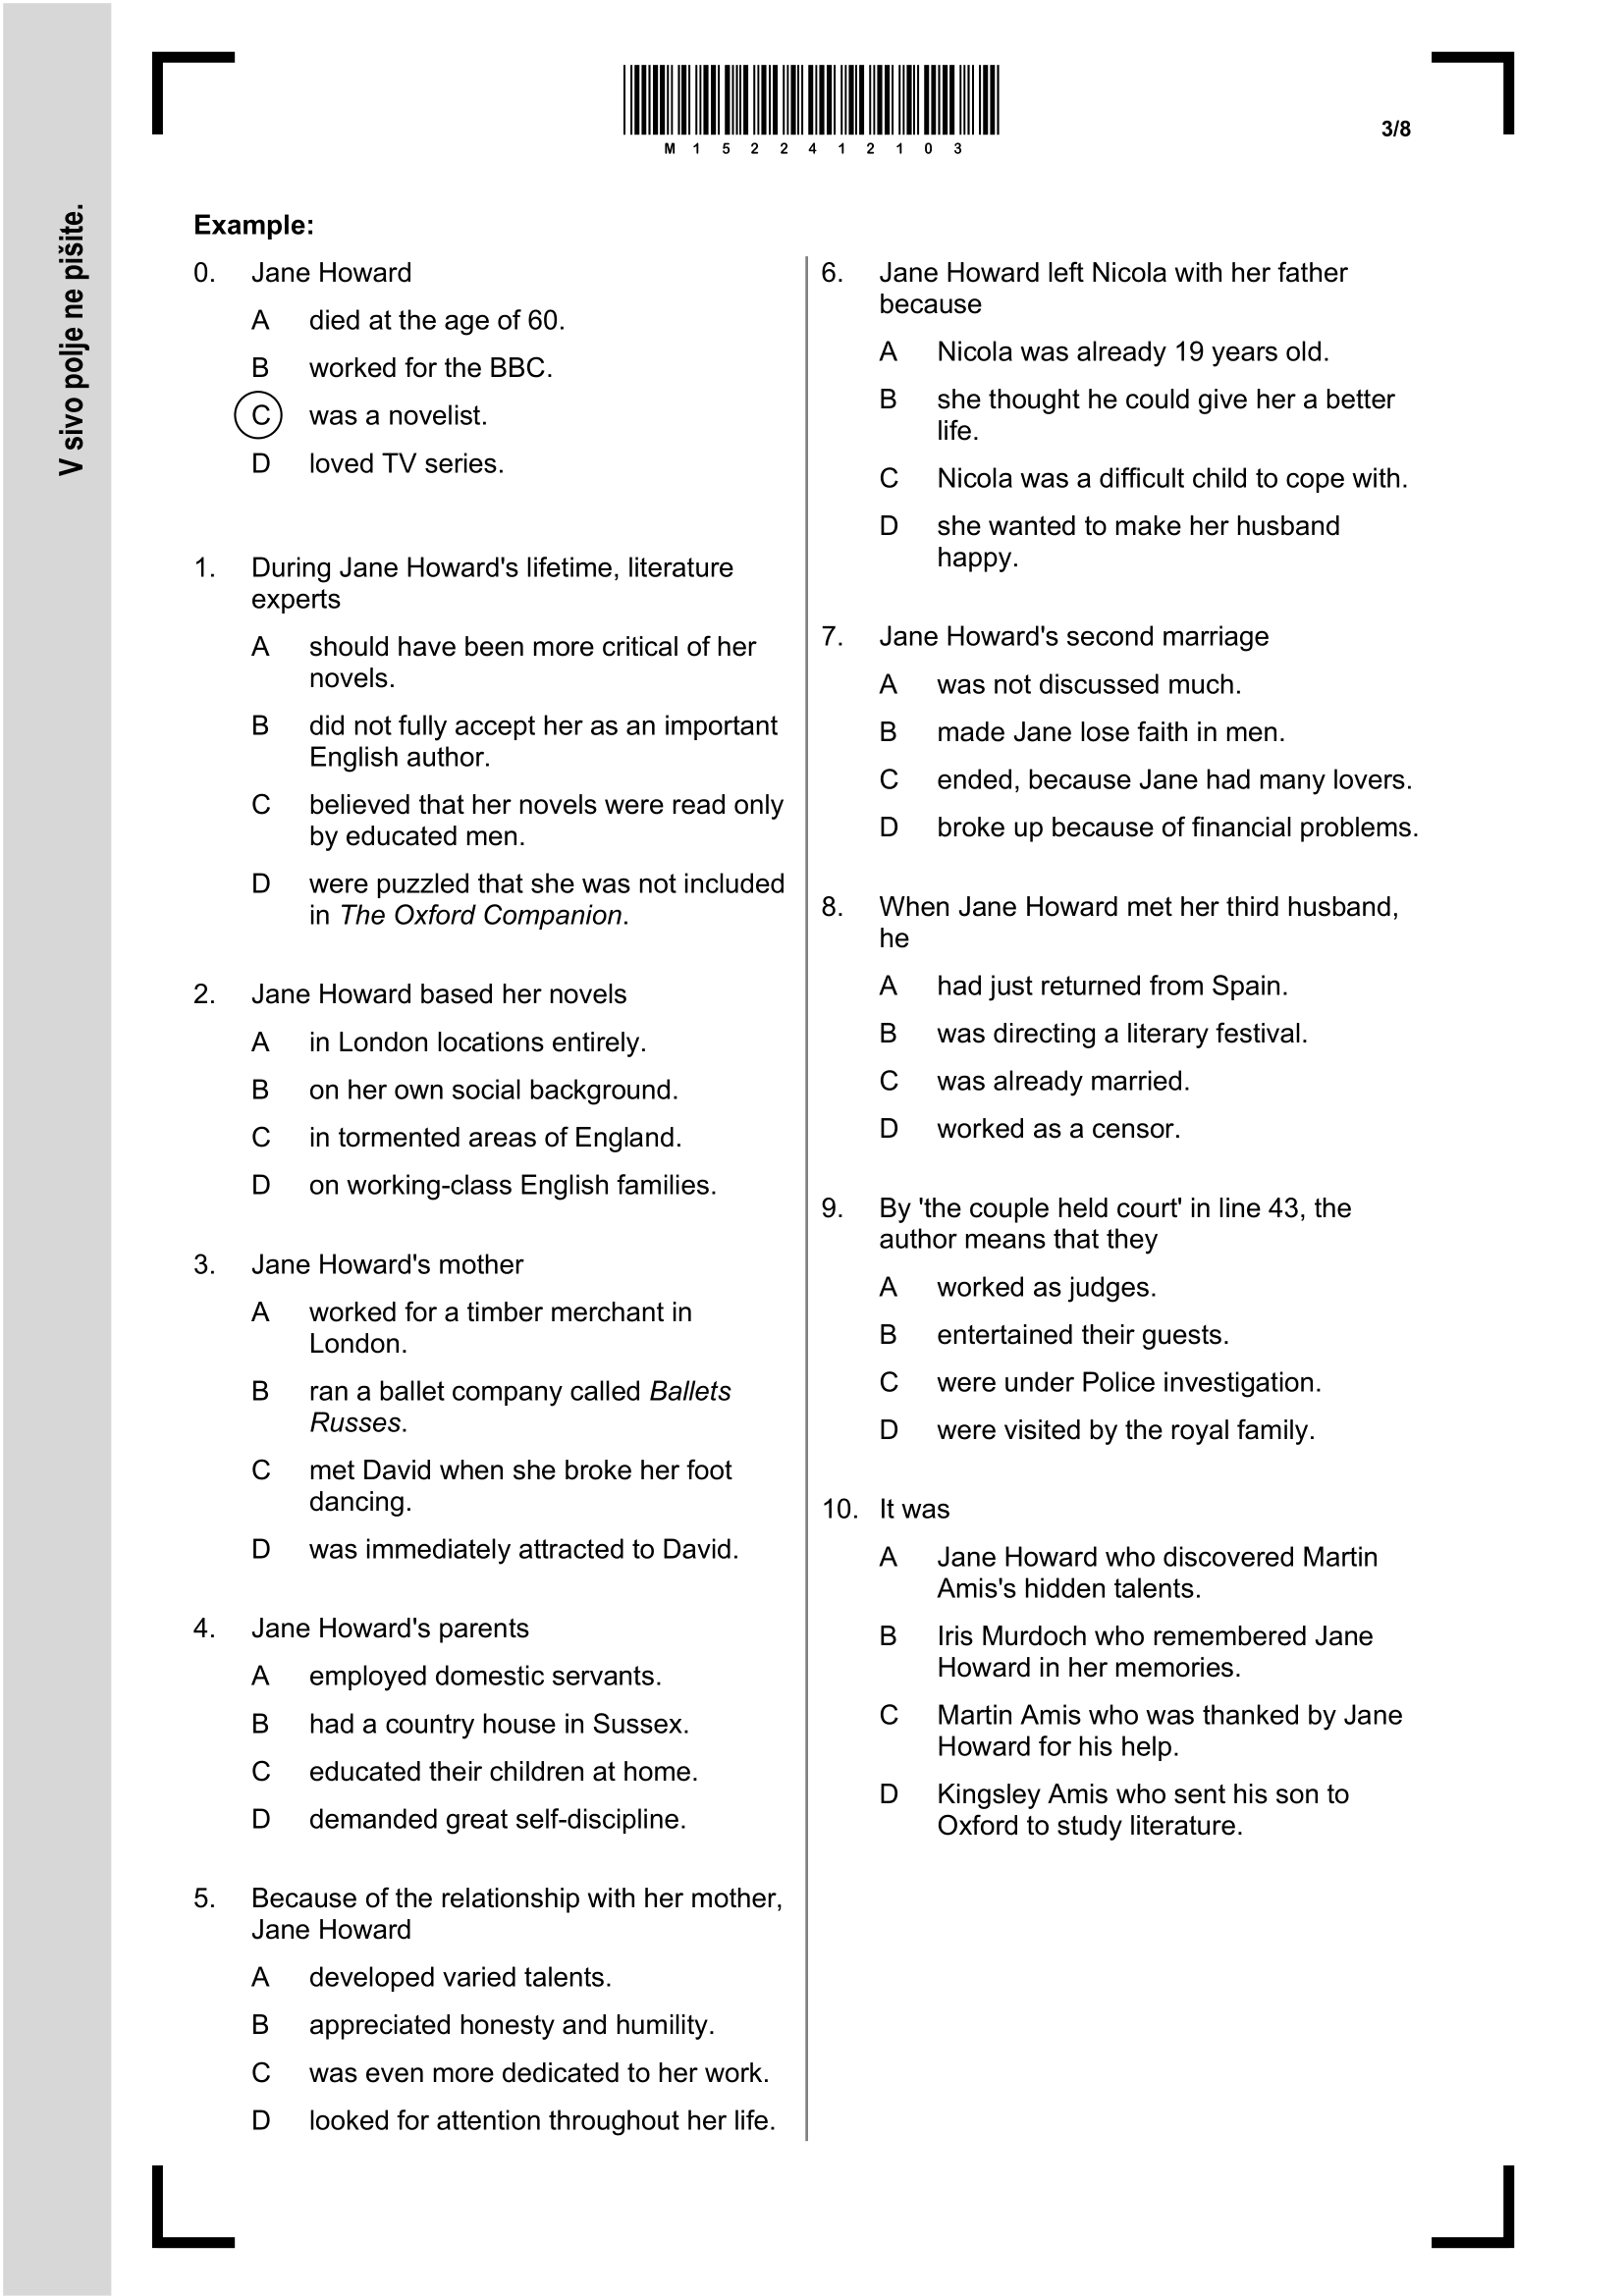 M 1 5 2 2 4 1 2 1 0 3
3/8
V sivo polje ne pišite.
Example:
0. Jane Howard
A died at the age of 60.
B worked for the BBC.
C was a novelist.
D loved TV series.
1. During Jane Howard's lifetime, literature
experts
A should have been more critical of her
novels.
B did not fully accept her as an important
English author.
C believed that her novels were read only
by educated men.
D were puzzled that she was not included
in The Oxford Companion.
2. Jane Howard based her novels
A in London locations entirely.
B on her own social background.
C in tormented areas of England.
D on working-class English families.
3. Jane Howard's mother
A worked for a timber merchant in
London.
B ran a ballet company called Ballets
Russes.
C met David when she broke her foot
dancing.
D was immediately attracted to David.
4. Jane Howard's parents
A employed domestic servants.
B had a country house in Sussex.
C educated their children at home.
D demanded great self-discipline.
5. Because of the relationship with her mother,
Jane Howard
A developed varied talents.
B appreciated honesty and humility.
C was even more dedicated to her work.
D looked for attention throughout her life.
6. Jane Howard left Nicola with her father
because
A Nicola was already 19 years old.
B she thought he could give her a better
life.
C Nicola was a difficult child to cope with.
D she wanted to make her husband
happy.
7. Jane Howard's second marriage
A was not discussed much.
B made Jane lose faith in men.
C ended, because Jane had many lovers.
D broke up because of financial problems.
8. When Jane Howard met her third husband,
he
A had just returned from Spain.
B was directing a literary festival.
C was already married.
D worked as a censor.
9. By 'the couple held court' in line 43, the
author means that they
A worked as judges.
B entertained their guests.
C were under Police investigation.
D were visited by the royal family.
10. It was
A Jane Howard who discovered Martin
Amis's hidden talents.
B Iris Murdoch who remembered Jane
Howard in her memories.
C Martin Amis who was thanked by Jane
Howard for his help.
D Kingsley Amis who sent his son to
Oxford to study literature.